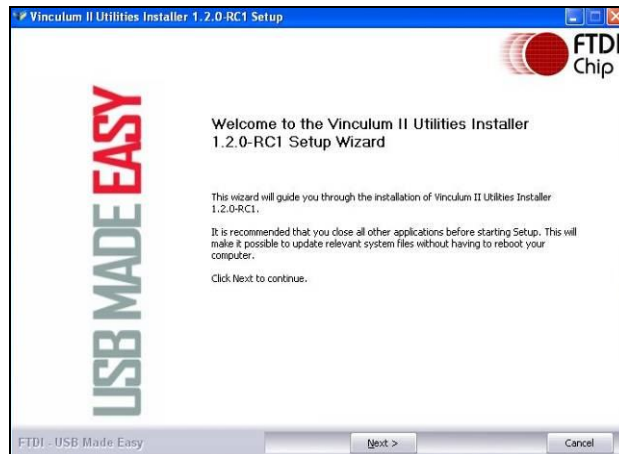 Vinculum II Utilities Installer 1.2.0-RC1 Setup
FTDI
Chip
USB MADE EASY
Welcome to the Vinculum II Utilities Installer
1.2.0-RC1 Setup Wizard
This wizard will guide you through the installation of Vinculum II Utilities Installer
1.2.0-RC1.
It is recommended that you close all other applications before starting Setup. This will
make it possible to update relevant system files without having to reboot your
computer.
Click Next to continue.
FTDI - USB Made Easy
Next >
Cancel